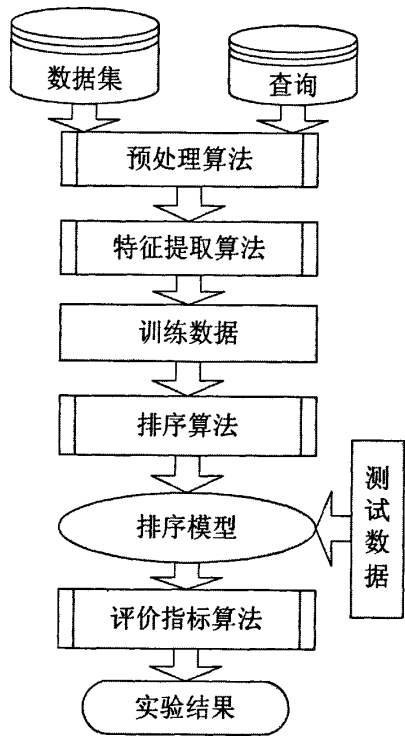 数据集
查询
预处理算法
特征提取算法
训练数据
排序算法
排序模型
测试数据
评价指标算法
实验结果